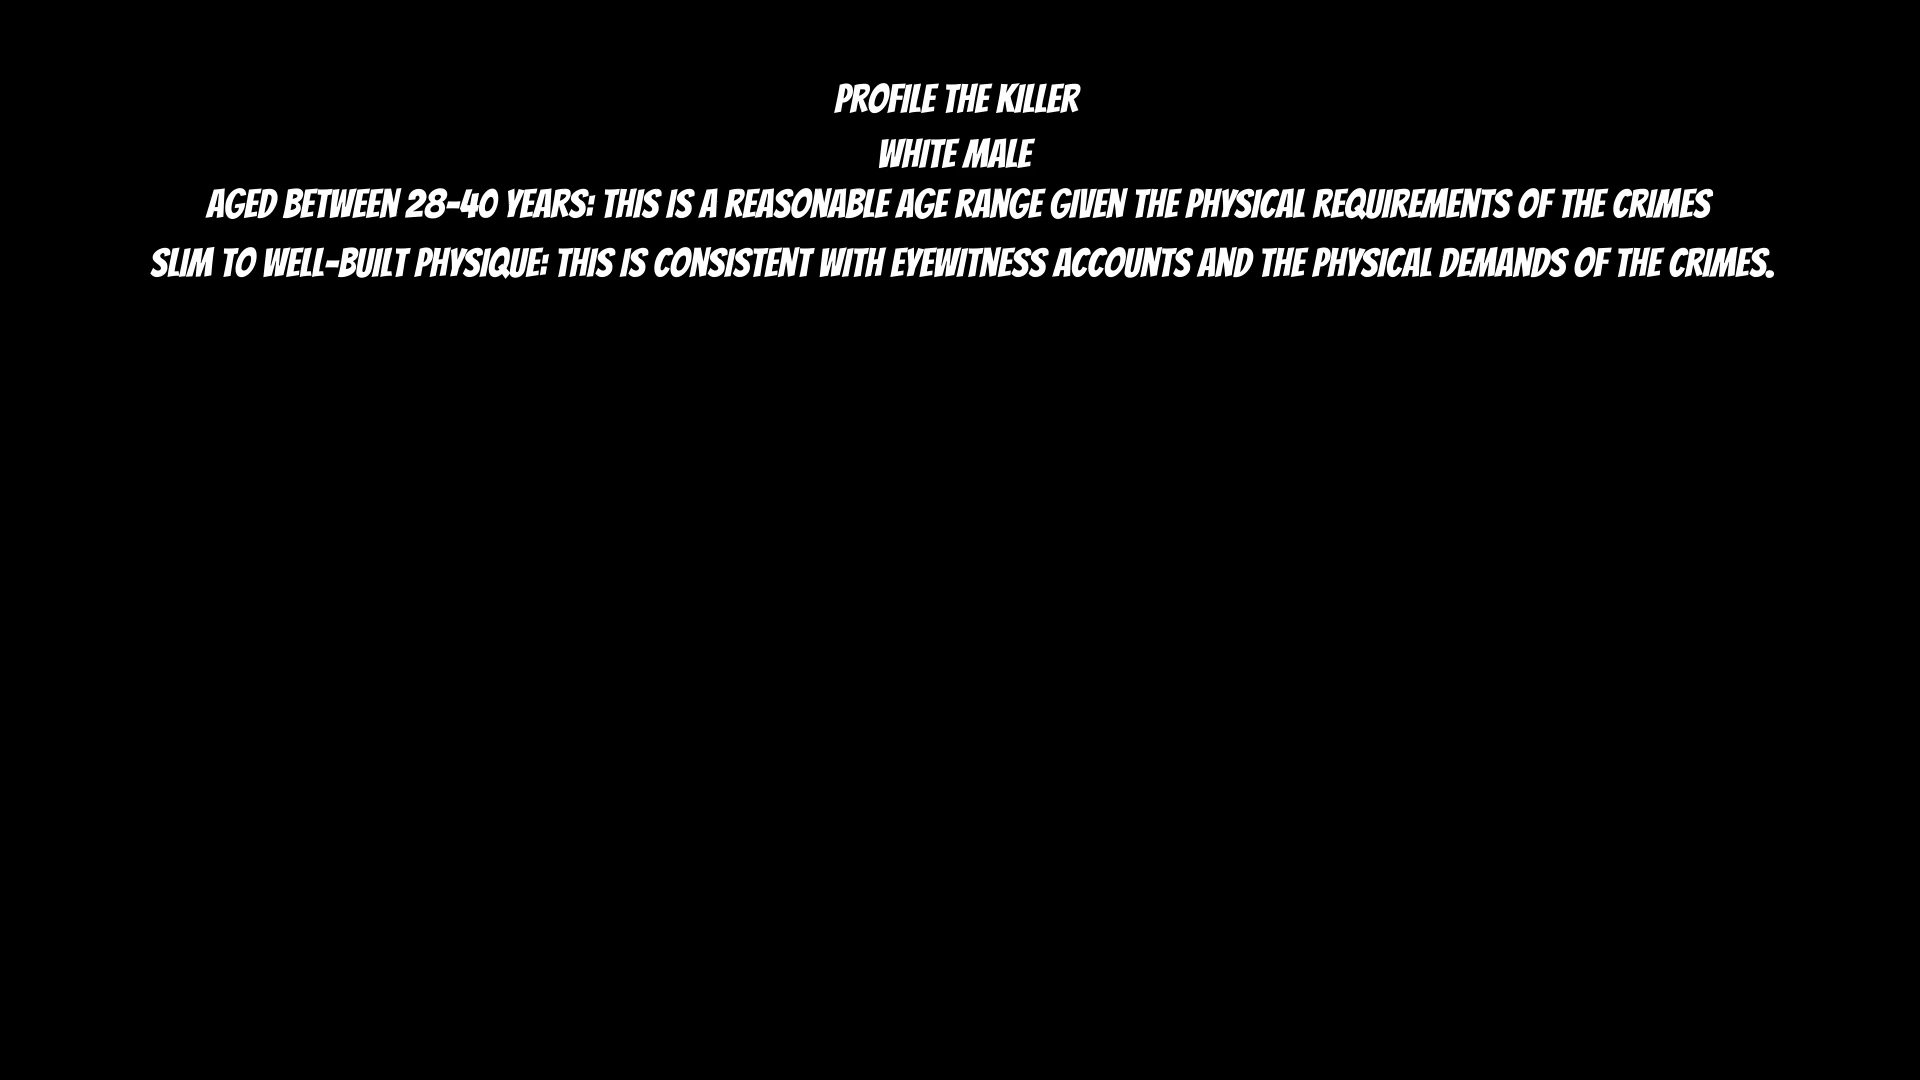 PROFILE THE KILLER
WHITE MALE
AGED BETWEEN 28-40 YEARS: THIS IS A REASONABLE AGE RANGE GIVEN THE PHYSICAL REQUIREMENTS OF THE CRIMES
SLIM TO WELL-BUILT PHYSIQUE: THIS IS CONSISTENT WITH EYEWITNESS ACCOUNTS AND THE PHYSICAL DEMANDS OF THE CRIMES.